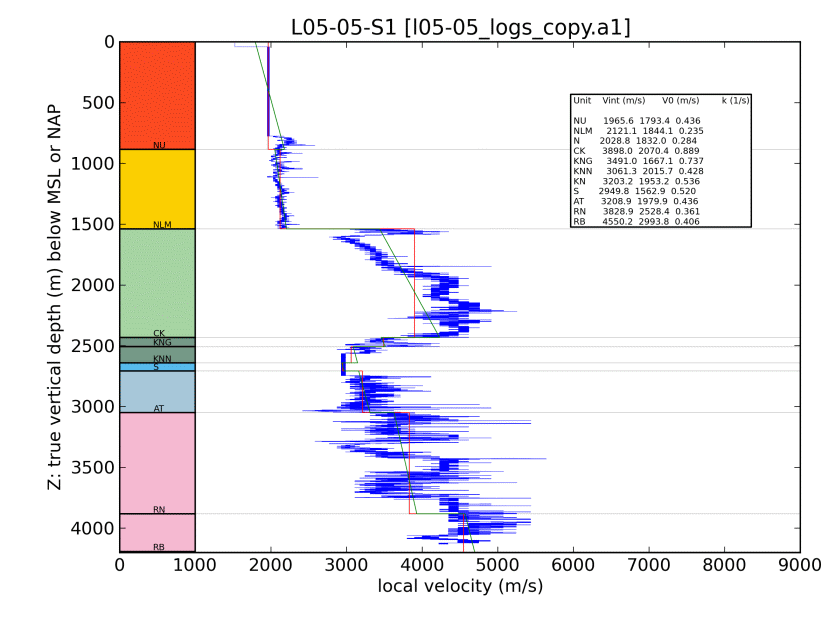 L05-05-S1 [l05-05_logs_copy.a1]
Z: true vertical depth (m) below MSL or NAP
0
500
1000
1500
2000
2500
3000
3500
4000
NU
NLM
CK
KNG
KNN
S
AT
RN
RB
Unit Vint (m/s) V0 (m/s) k (1/s)
NU 1965.6 1793.4 0.436
NLM 2121.1 1844.1 0.235
N 2028.8 1832.0 0.284
CK 3898.0 2070.4 0.889
KNG 3491.0 1667.1 0.737
KNN 3061.3 2015.7 0.428
KN 3203.2 1953.2 0.536
S 2949.8 1562.9 0.520
AT 3208.9 1979.9 0.436
RN 3828.9 2528.4 0.361
RB 4550.2 2993.8 0.406
0 1000 2000 3000 4000 5000 6000 7000 8000 9000
local velocity (m/s)